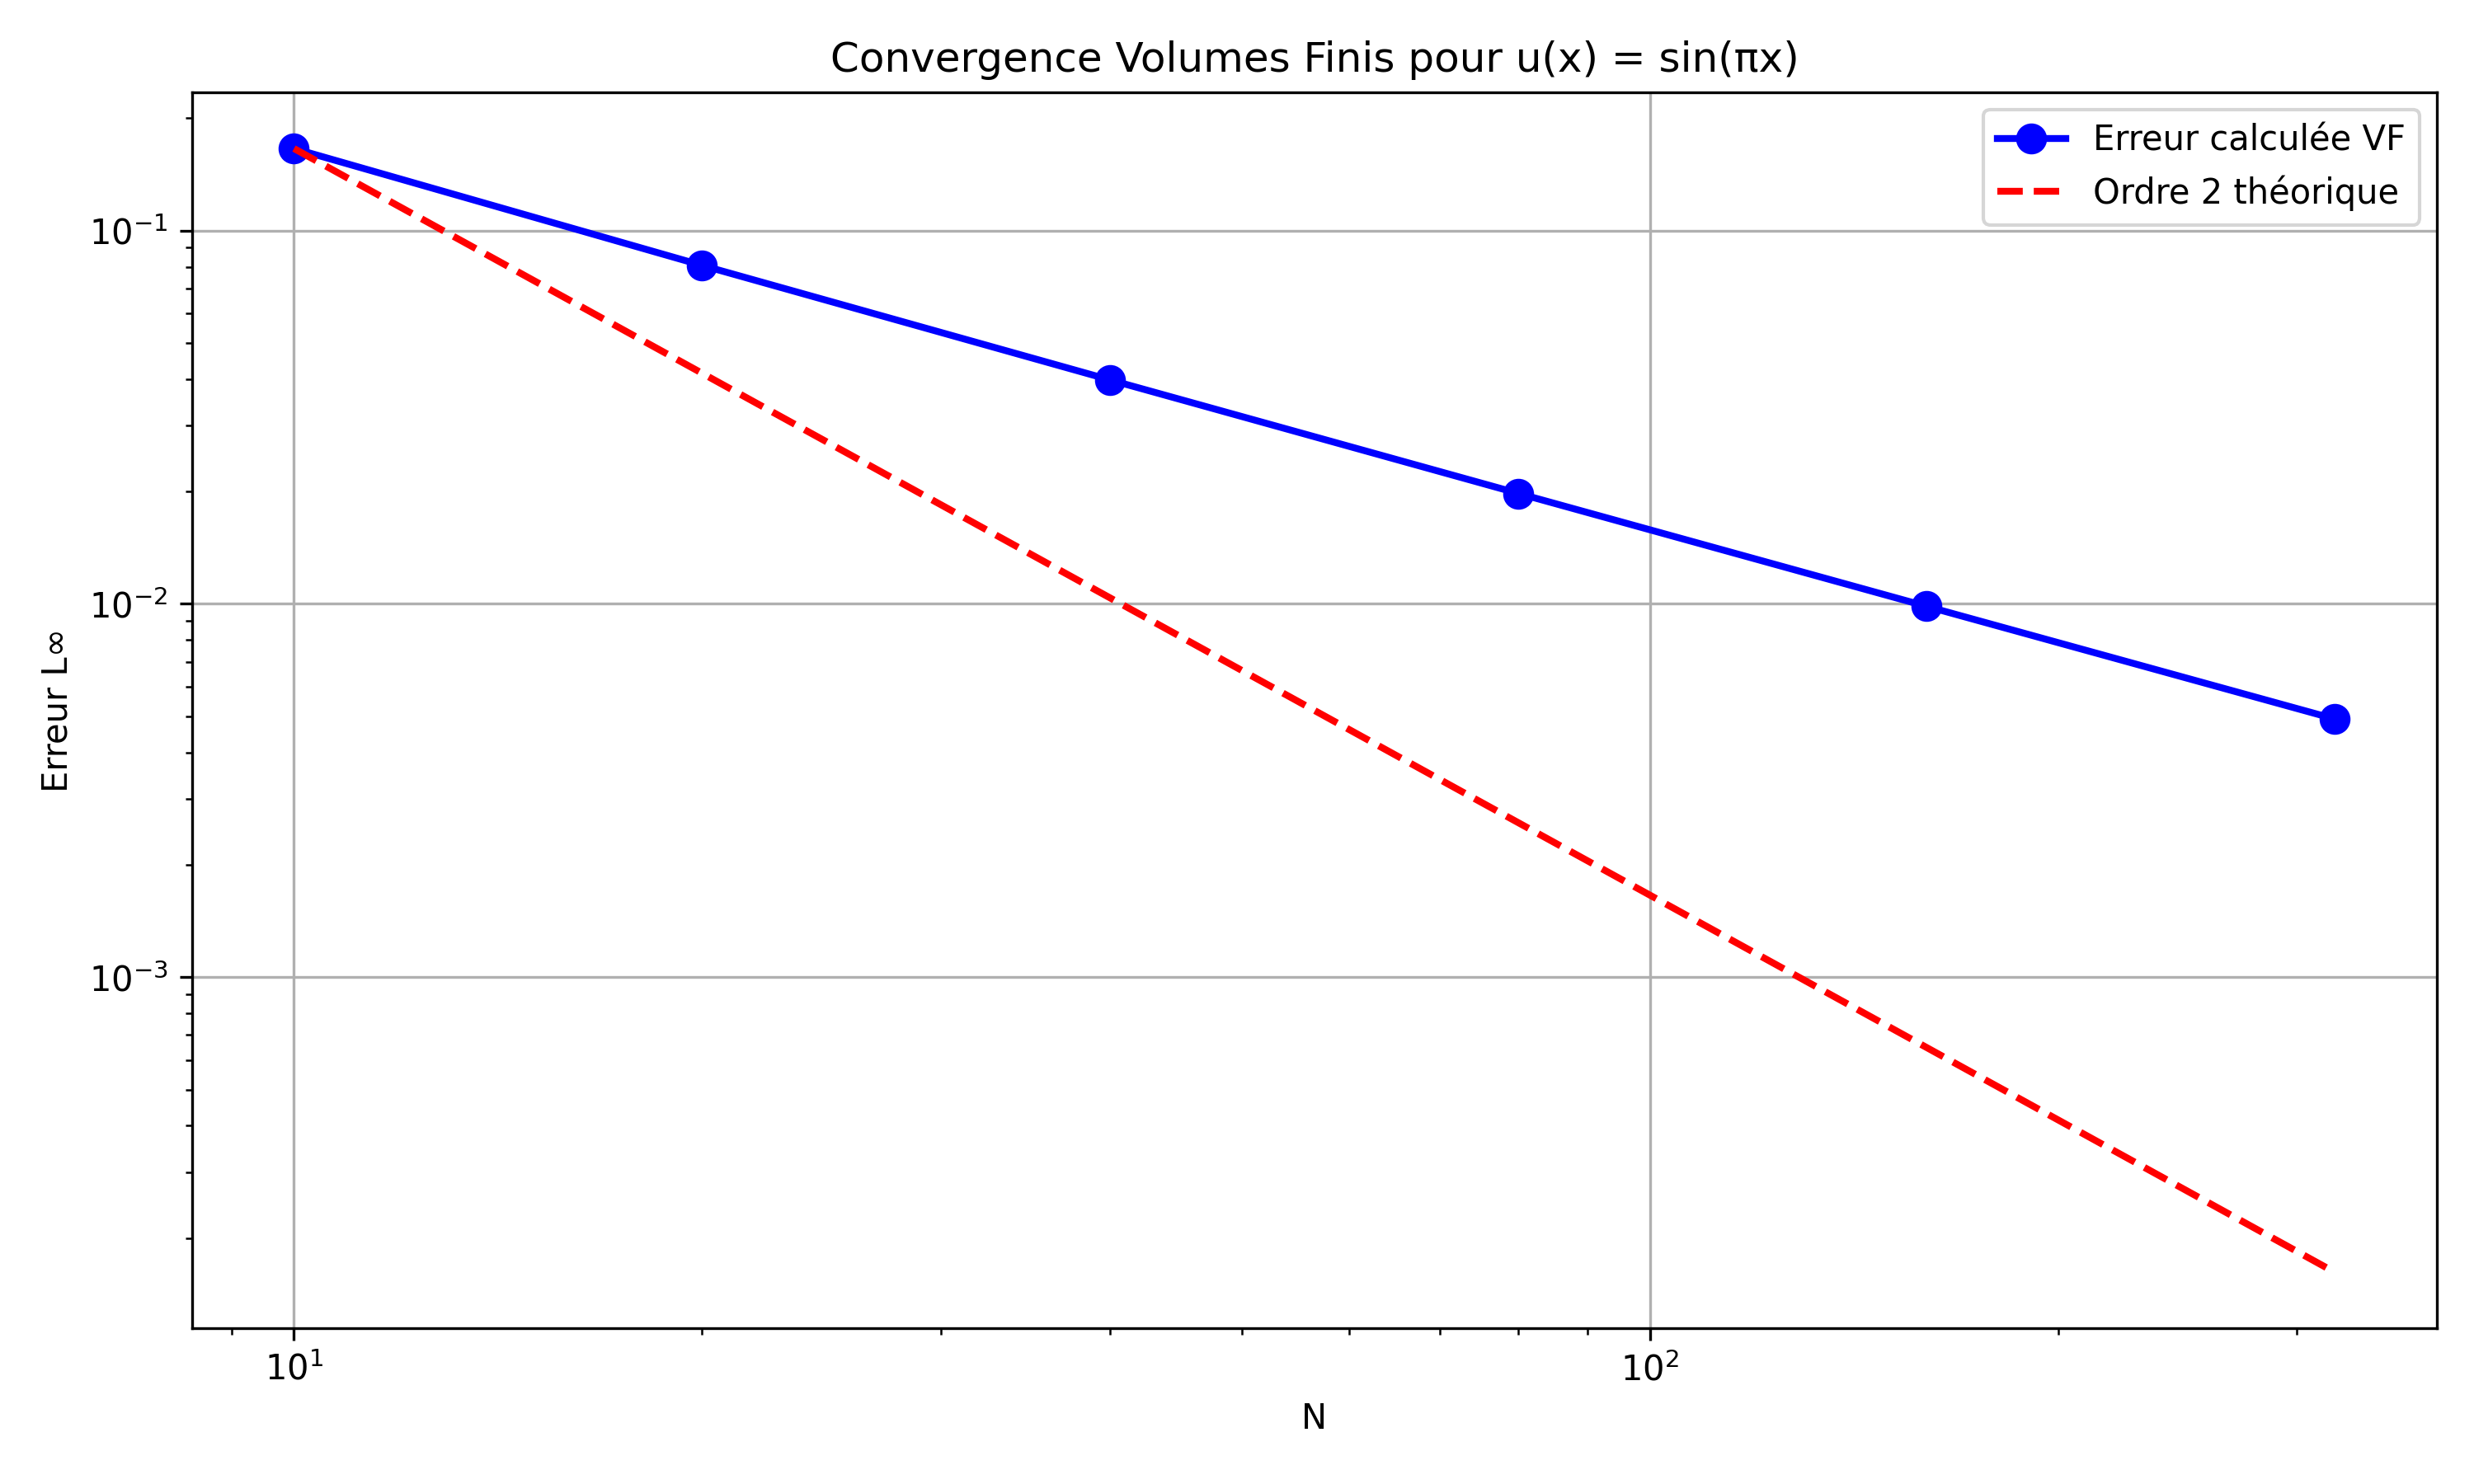 Convergence Volumes Finis pour u(x) = sin(πx)
Erreur calculée VF
Ordre 2 théorique
10⁻¹
10⁻²
10⁻³
Erreur L∞
10¹
10²
N